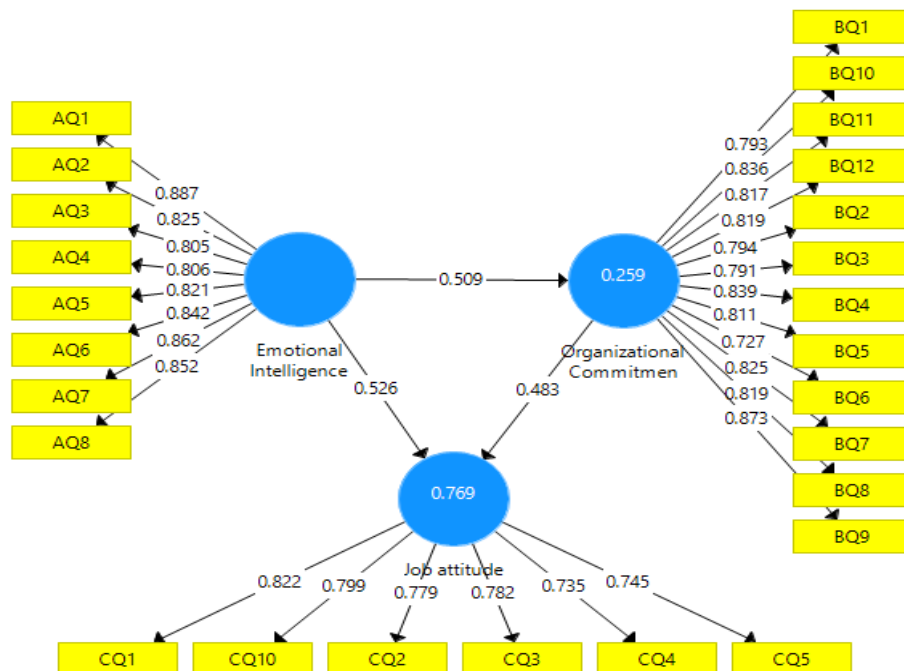 AQ1
AQ2
AQ3
AQ4
AQ5
AQ6
AQ7
AQ8
0.887
0.825
0.805
0.806
0.821
0.842
0.862
0.852
Emotional
Intelligence
0.509
0.526
0.483
0.259
Organizational
Commitmen
0.793
0.836
0.817
0.819
0.794
0.791
0.839
0.811
0.727
0.825
0.819
0.873
BQ1
BQ10
BQ11
BQ12
BQ2
BQ3
BQ4
BQ5
BQ6
BQ7
BQ8
BQ9
0.769
Job attitude
0.822
0.799
0.779
0.782
0.735
0.745
CQ1
CQ10
CQ2
CQ3
CQ4
CQ5